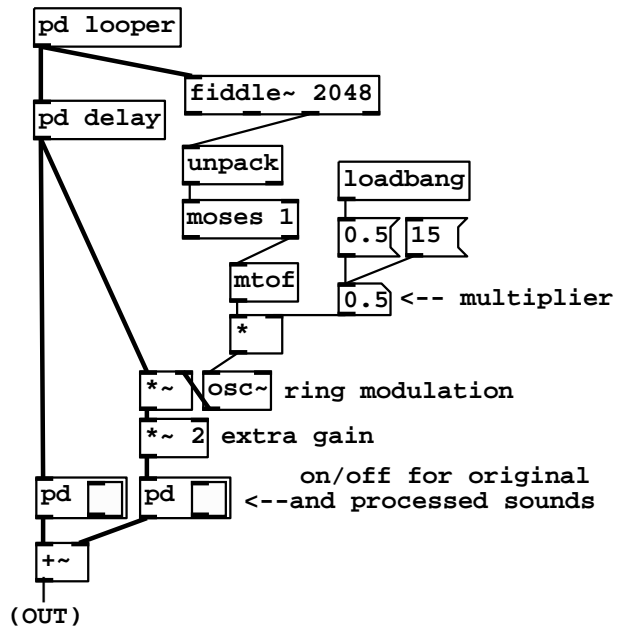 pd looper
fiddle~ 2048
pd delay
unpack
loadbang
moses 1
0.5
15
mtof
0.5 <-- multiplier
*
*~
osc~ ring modulation
*~ 2 extra gain
on/off for original
pd
pd
<--and processed sounds
+~
(OUT)